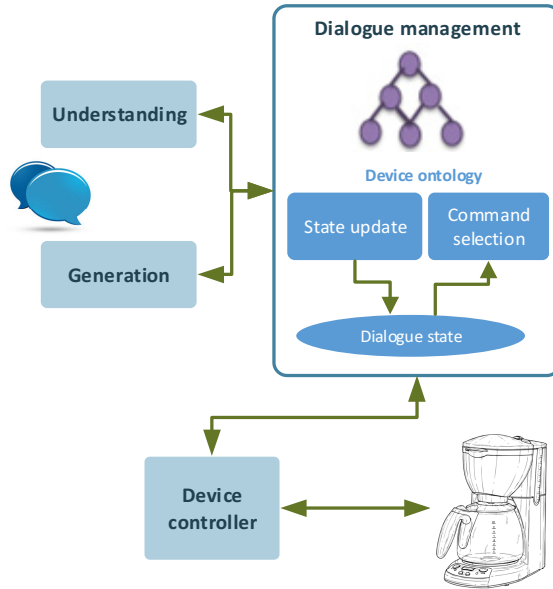 Dialogue management
Understanding
Device ontology
State update
Command
selection
Generation
Dialogue state
Device
controller